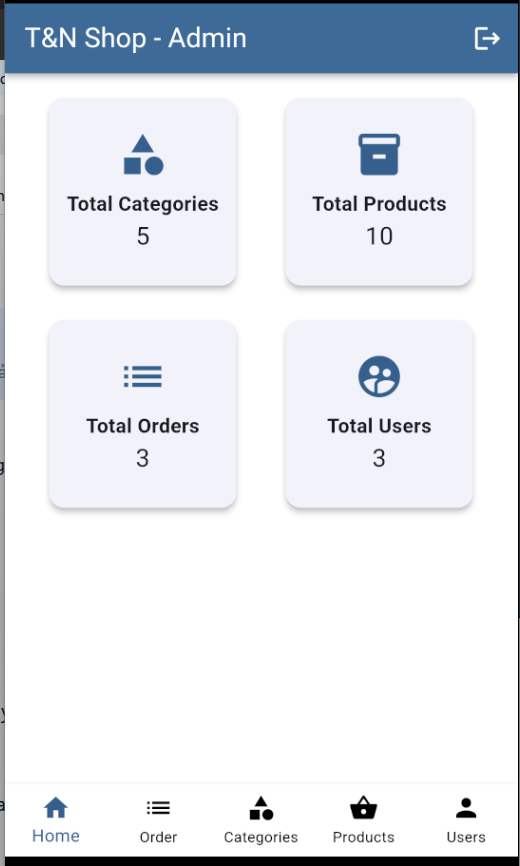 T&N Shop - Admin
Total Categories
5
Total Products
10
Total Orders
3
Total Users
3
Home
Order
Categories
Products
Users